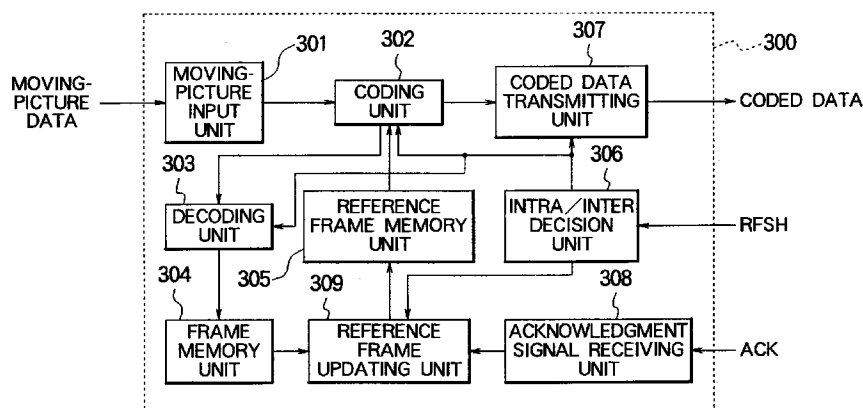 300
301
302
307
MOVING-
PICTURE
DATA
MOVING-
PICTURE
INPUT
UNIT
CODING
UNIT
CODED DATA
TRANSMITTING
UNIT
CODED DATA
303
306
DECODING
UNIT
REFERENCE
FRAME MEMORY
UNIT
INTRA/INTER
DECISION
UNIT
RFSH
305
304
309
308
FRAME
MEMORY
UNIT
REFERENCE
FRAME
UPDATING UNIT
ACKNOWLEDGMENT
SIGNAL RECEIVING
UNIT
ACK